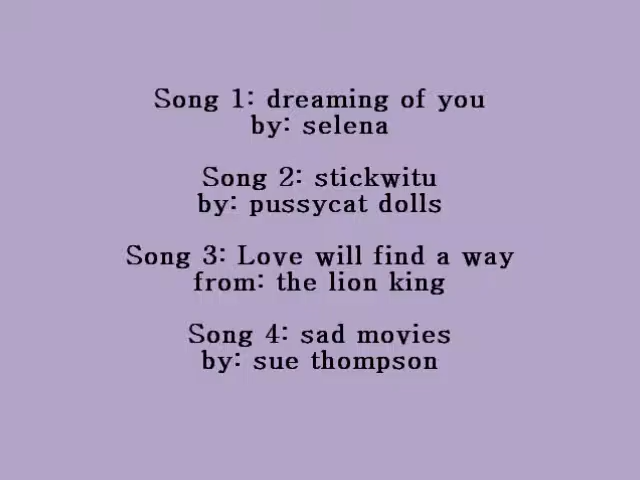 Song 1: dreaming of you
by: selena
Song 2: stickwitu
by: pussycat dolls
Song 3: Love will find a way
from: the lion king
Song 4: sad movies
by: sue thompson